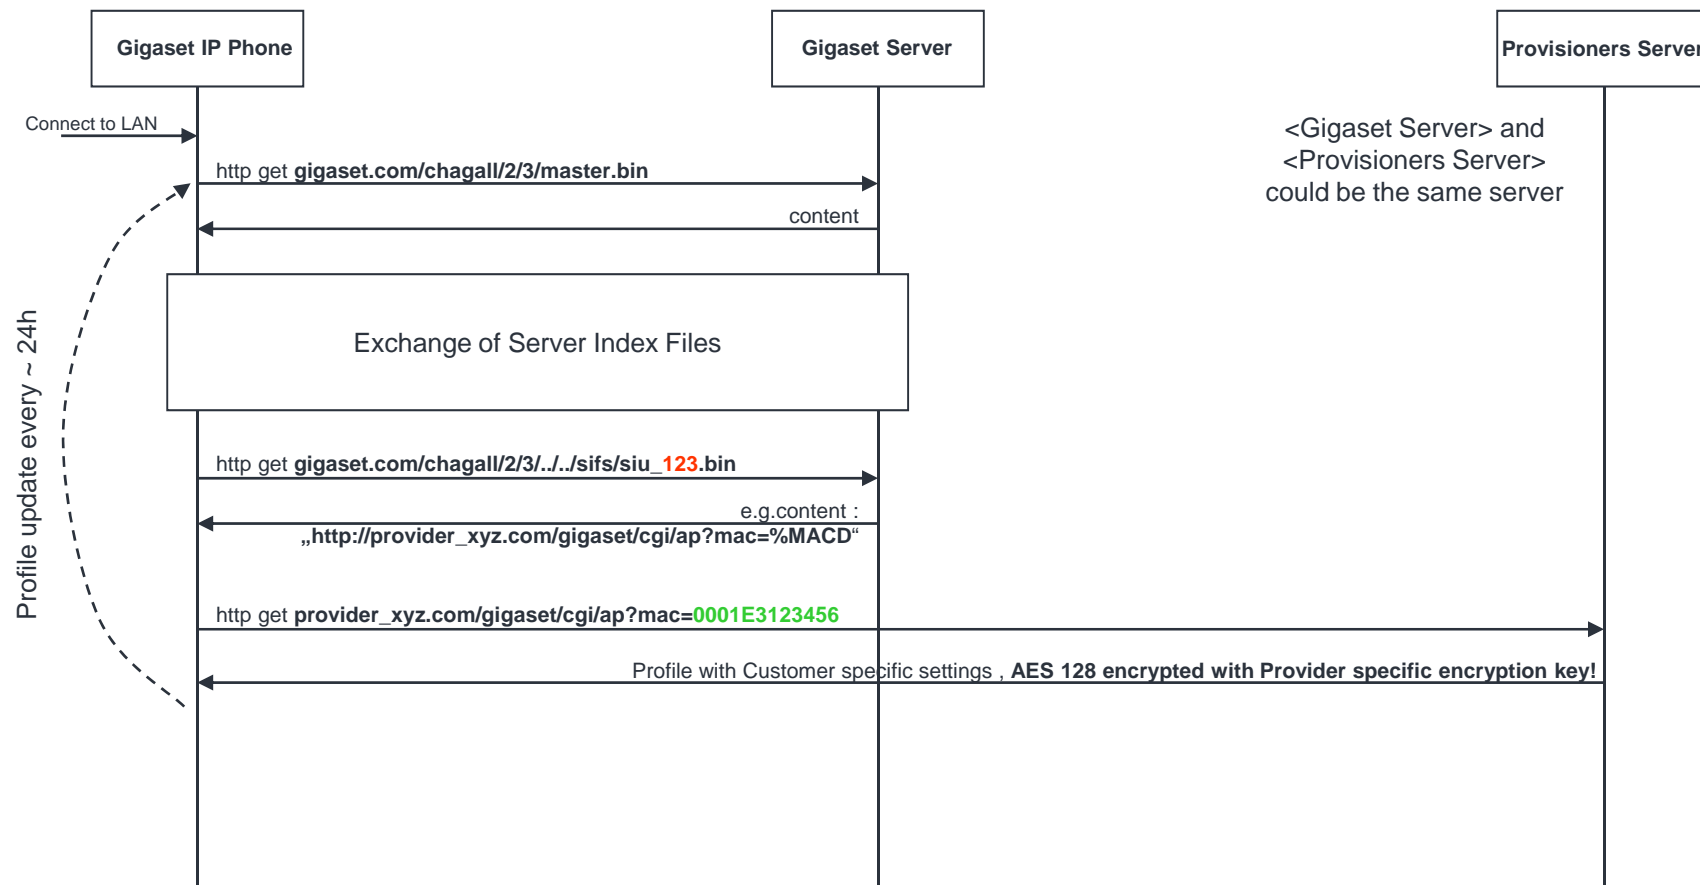 Gigaset IP Phone
Gigaset Server
Provisioners Server
Connect to LAN
<Gigaset Server> and
<Provisioners Server>
could be the same server
http get gigaset.com/chagall/2/3/master.bin
content
Exchange of Server Index Files
Profile update every ~ 24h
http get gigaset.com/chagall/2/3/../../sifs/siu_123.bin
e.g.content :
„http://provider_xyz.com/gigaset/cgi/ap?mac=%MACD“
http get provider_xyz.com/gigaset/cgi/ap?mac=0001E3123456
Profile with Customer specific settings , AES 128 encrypted with Provider specific encryption key!